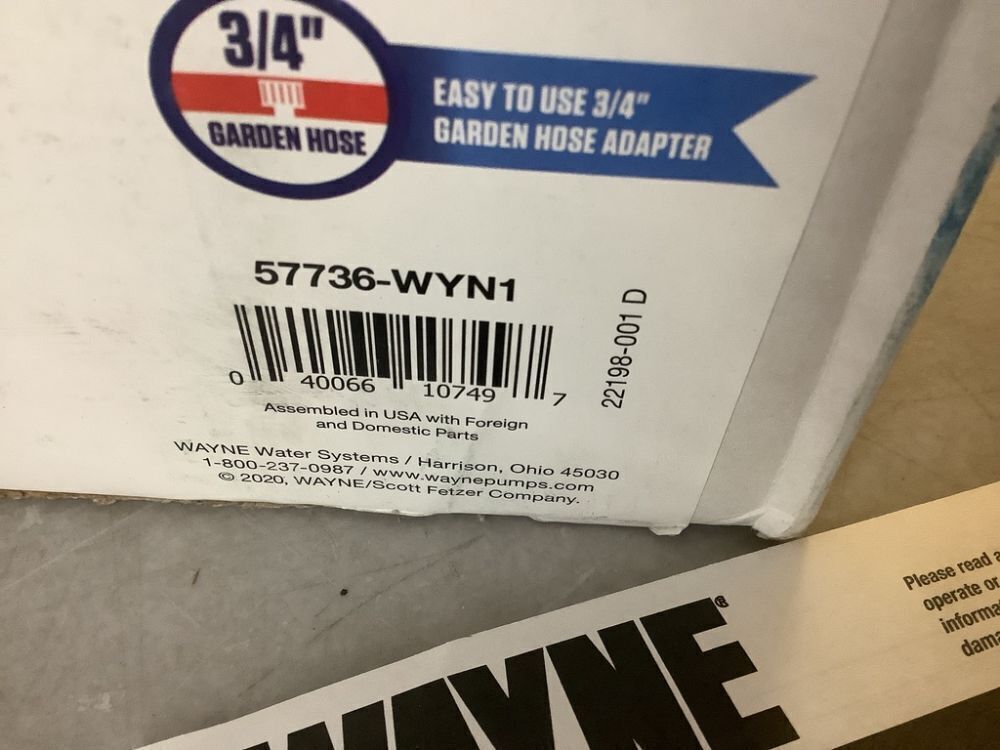 3/4"
GARDEN HOSE
EASY TO USE 3/4"
GARDEN HOSE ADAPTER
57736-WYN1
0 40066 10749 7
22198-001 D
Assembled in USA with Foreign
and Domestic Parts
WAYNE Water Systems / Harrison, Ohio 45030
1-800-237-0987 / www.waynepumps.com
© 2020, WAYNE/Scott Fetzer Company.
WAYNE®
Please read
operate or